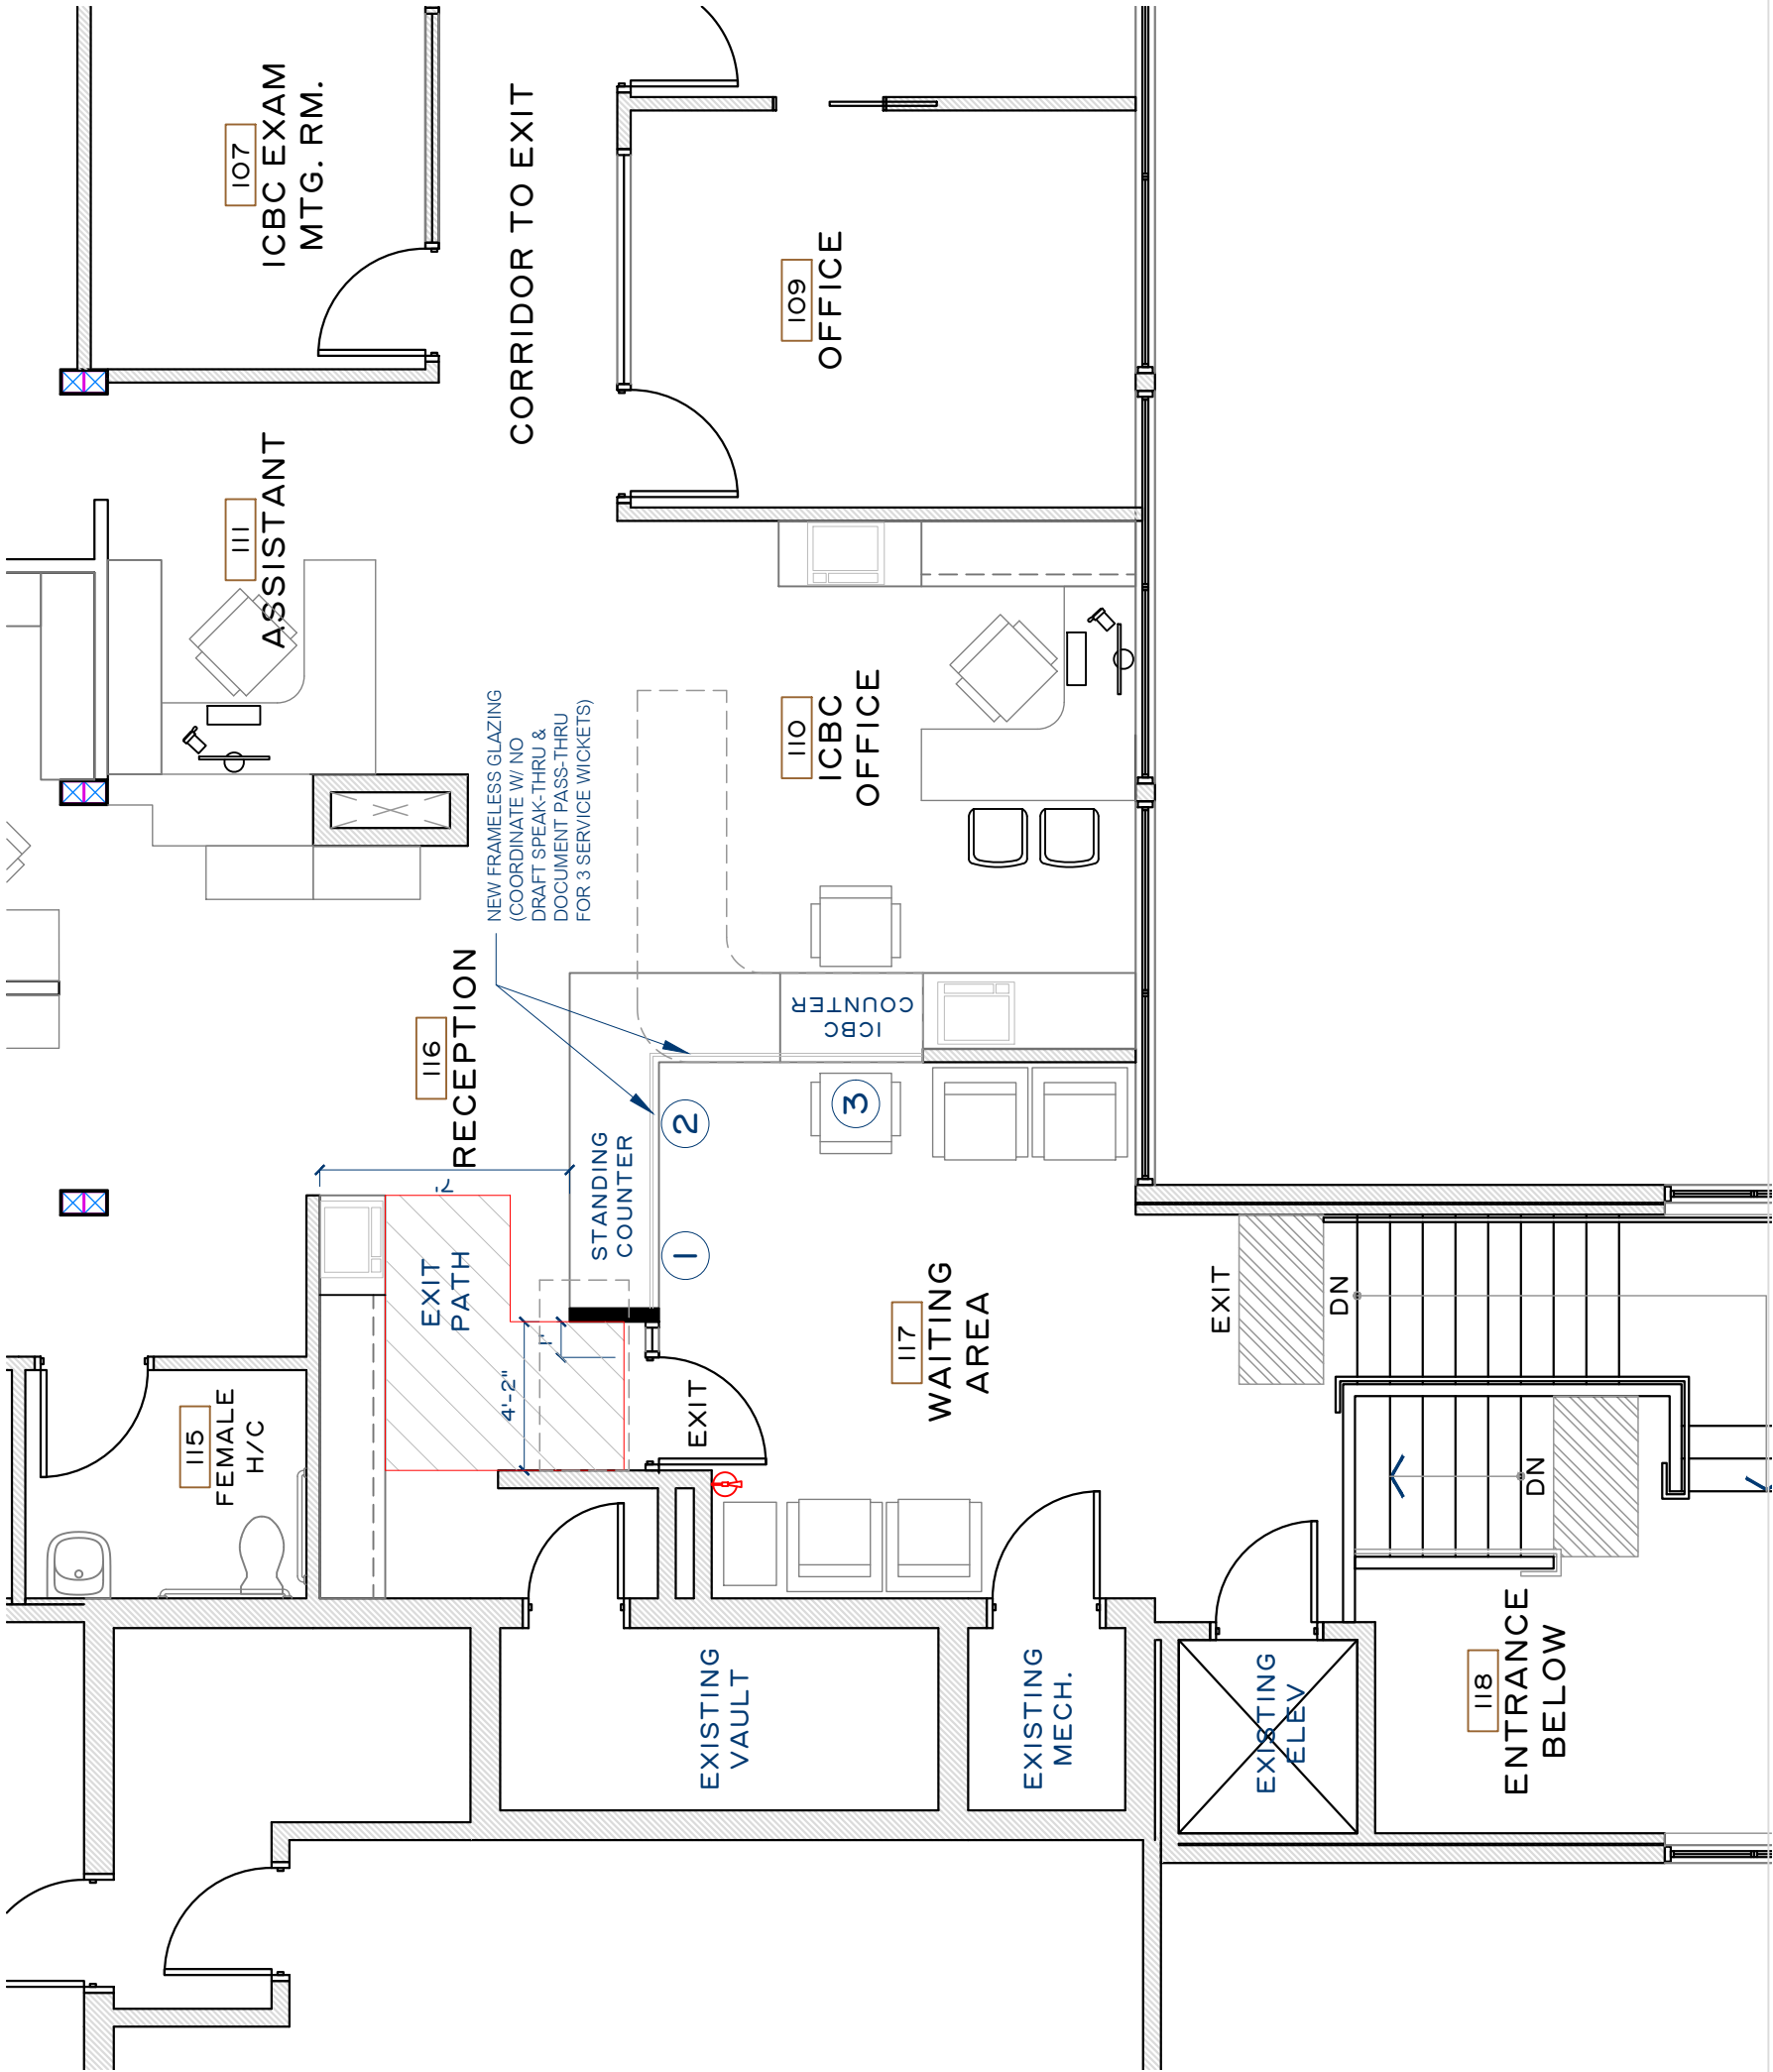 107
ICBC EXAM
MTG. RM.
CORRIDOR TO EXIT
109
OFFICE
111
ASSISTANT
NEW FRAMELESS GLAZING
(COORDINATE W/ NO
DRAFT SPEAK-THRU &
DOCUMENT PASS-THRU
FOR 3 SERVICE WICKETS)
110
ICBC
OFFICE
116
RECEPTION
ICBC
COUNTER
STANDING
COUNTER
1
2
3
EXIT
PATH
7'
4'-2"
1'
EXIT
115
FEMALE
H/C
117
WAITING
AREA
EXIT
DN
DN
EXISTING
VAULT
EXISTING
MECH.
EXISTING
ELEV
118
ENTRANCE
BELOW